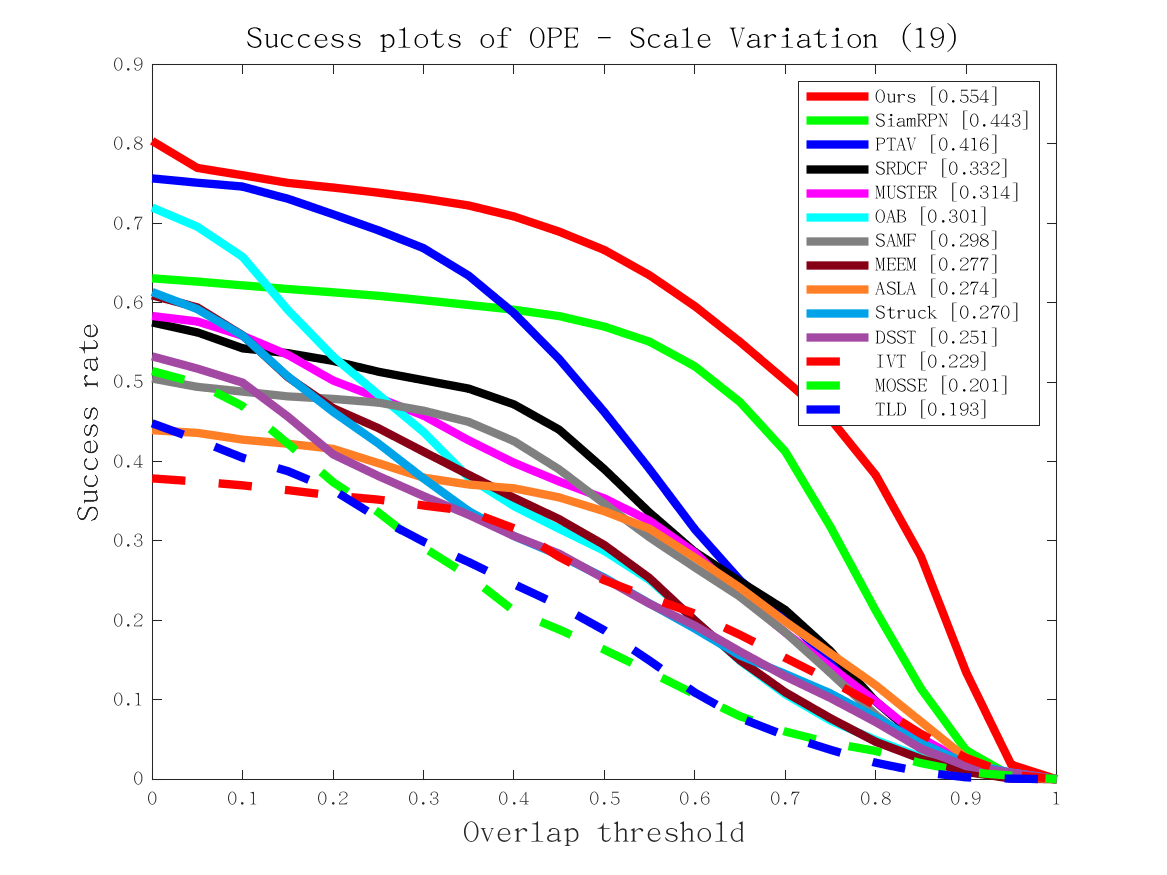 Success plots of OPE - Scale Variation (19)
0.9
0.8
0.7
0.6
0.5
0.4
0.3
0.2
0.1
0
Success rate
Ours [0.554]
SiamRPN [0.443]
PTAV [0.416]
SRDCF [0.332]
MUSTER [0.314]
OAB [0.301]
SAMF [0.298]
MEEM [0.277]
ASLA [0.274]
Struck [0.270]
DSST [0.251]
IVT [0.229]
MOSSE [0.201]
TLD [0.193]
0 0.1 0.2 0.3 0.4 0.5 0.6 0.7 0.8 0.9 1
Overlap threshold